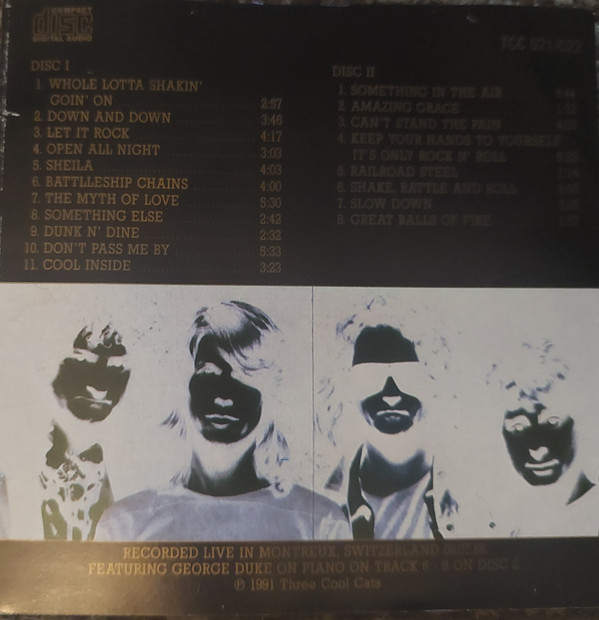 COMPACT
disc
DIGITAL AUDIO
TCC 021/022
DISC I
1. WHOLE LOTTA SHAKIN'
GOIN' ON 2:57
2. DOWN AND DOWN 3:46
3. LET IT ROCK 4:17
4. OPEN ALL NIGHT 3:03
5. SHEILA 4:03
6. BATTLLESHIP CHAINS 4:00
7. THE MYTH OF LOVE 5:30
8. SOMETHING ELSE 2:42
9. DUNK N' DINE 2:32
10. DON'T PASS ME BY 5:33
11. COOL INSIDE 3:23
DISC II
1. SOMETHING IN THE AIR
2. AMAZING GRACE
3. CAN'T STAND THE PAIN
4. KEEP YOUR HANDS TO YOURSELF
IT'S ONLY ROCK N' ROLL
5. RAILROAD STEEL
6. SHAKE, RATTLE AND ROLL
7. SLOW DOWN
8. GREAT BALLS OF FIRE
RECORDED LIVE IN MONTREUX, SWITZERLAND
FEATURING GEORGE DUKE ON PIANO ON TRACK 6 - 8 ON DISC 2
℗ 1991 Three Cool Cats